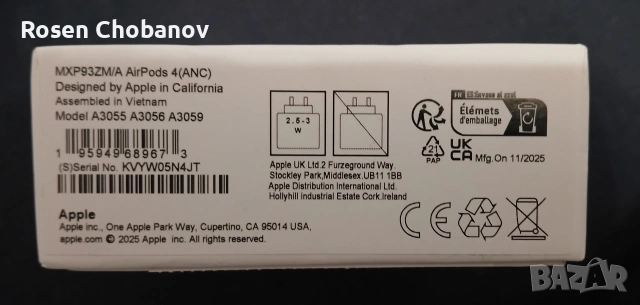 Rosen Chobanov
MXP93ZM/A AirPods 4(ANC)
Designed by Apple in California
Assembled in Vietnam
Model A3055 A3056 A3059
1 95949 68967 3
(S)Serial No. KVYW05N4JT
Apple
Apple inc., One Apple Park Way, Cupertino, CA 95014 USA,
apple.com © 2025 Apple inc. All rights reserved.
2.5-3
W
Apple UK Ltd.2 Furzeground Way.
Stockley Park,Middlesex.UB11 1BB
Apple Distribution International Ltd.
Hollyhill industrial Estate Cork.Ireland
FR
Elémets
d'emballage
21
PAP
UK
CA
Mfg.On 11/2025
CE
BAZAR